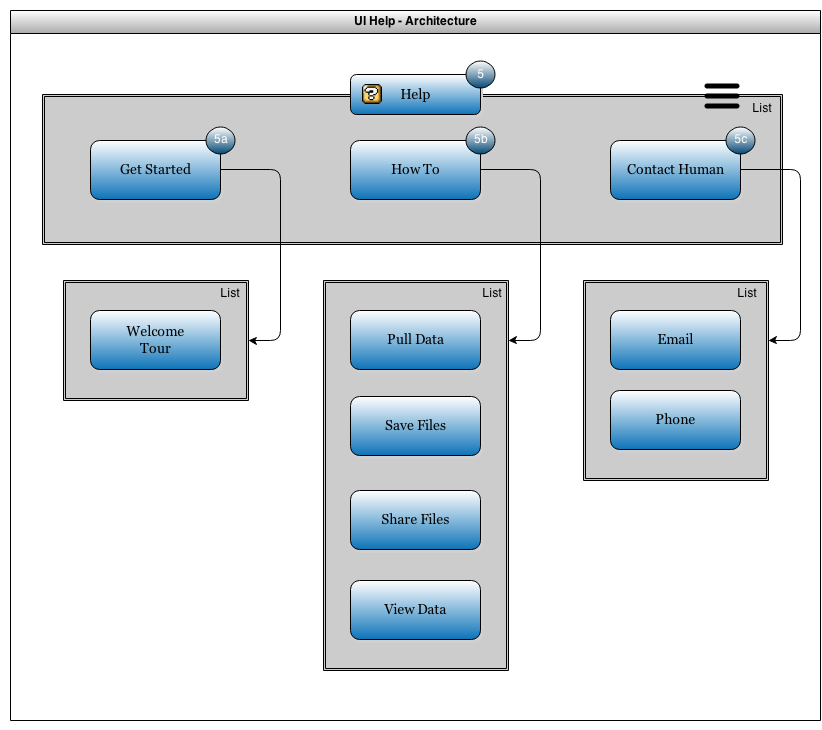 UI Help - Architecture
5
Help
List
5a
5b
5c
Get Started
How To
Contact Human
List
List
List
Welcome
Tour
Pull Data
Email
Save Files
Phone
Share Files
View Data